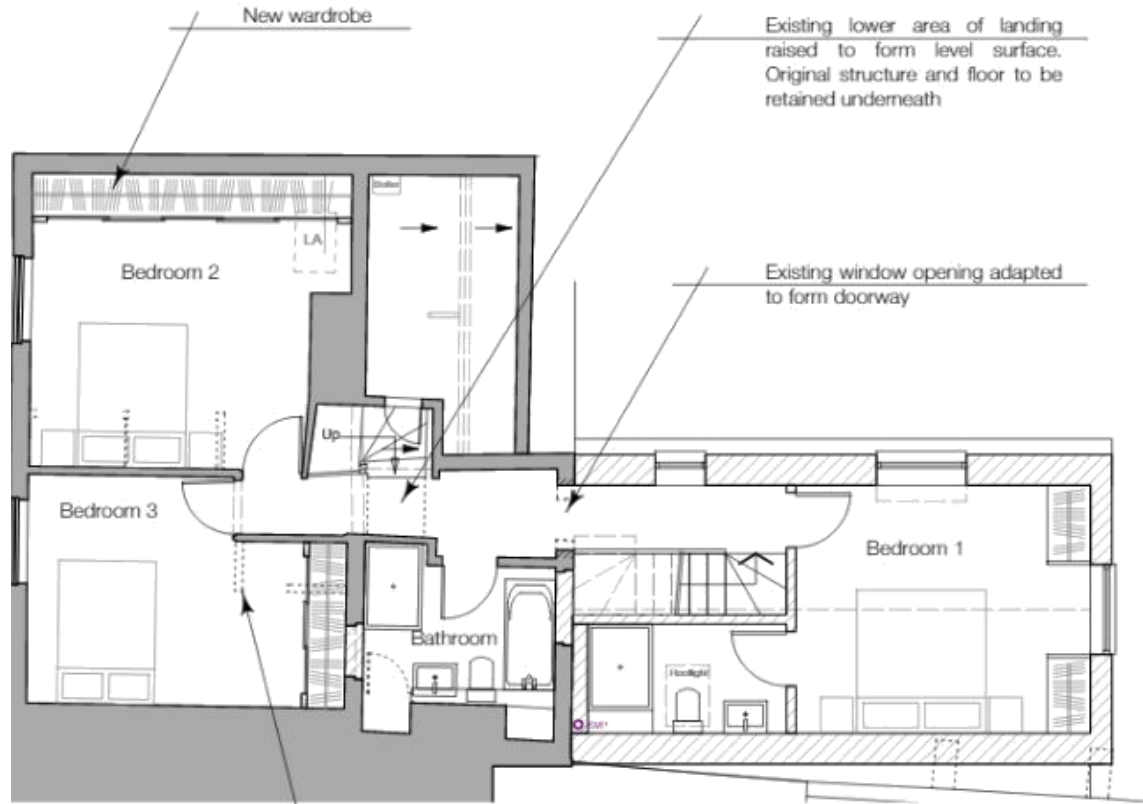 New wardrobe
Existing lower area of landing
raised to form level surface.
Original structure and floor to be
retained underneath
Boiler
LA
Bedroom 2
Existing window opening adapted
to form doorway
Up
Bedroom 3
Bedroom 1
Bathroom
Rooflight
SVP